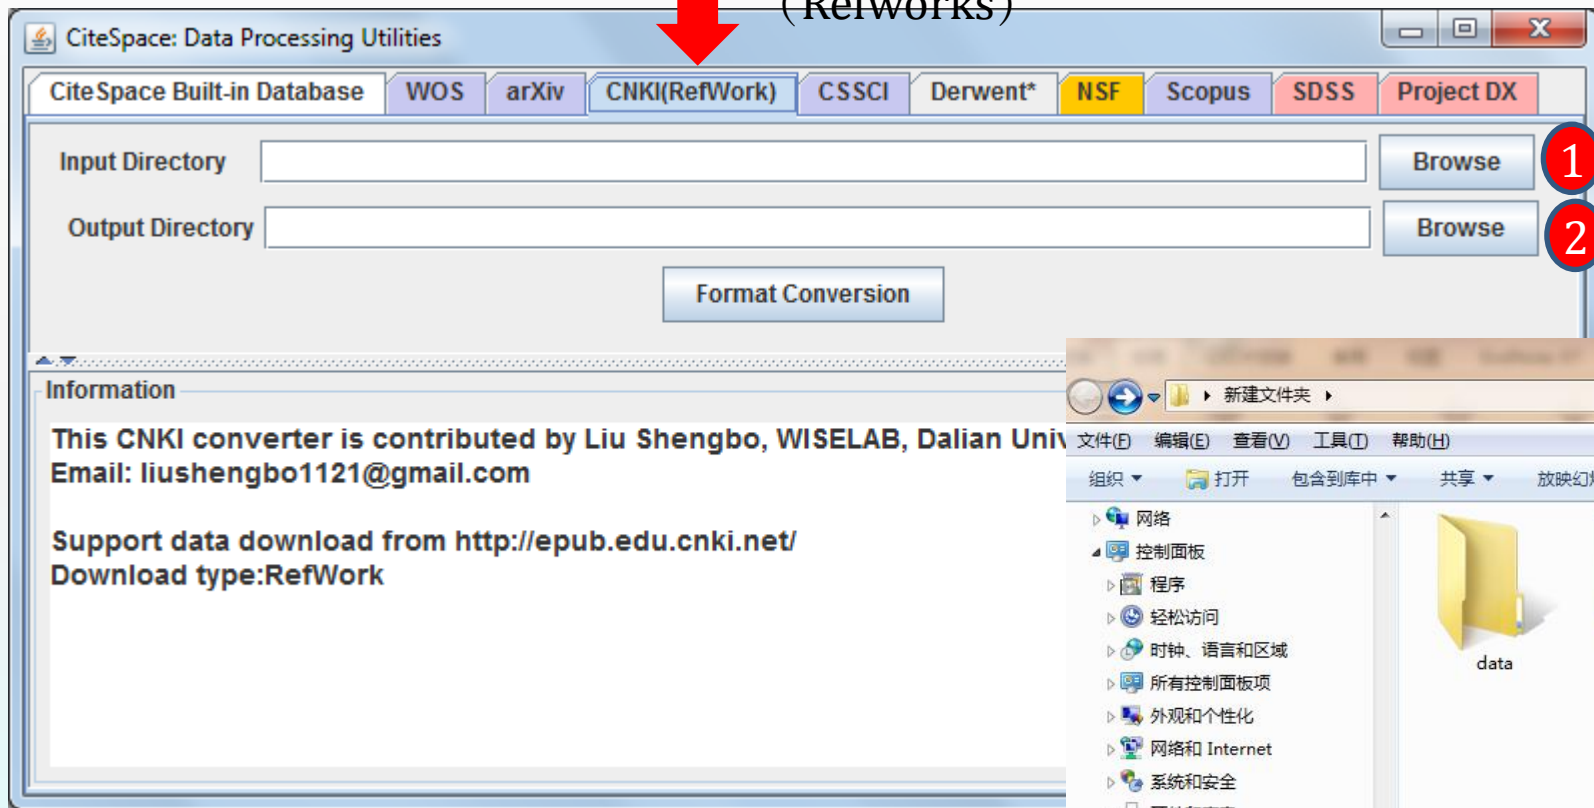 （Refworks）
CiteSpace: Data Processing Utilities
CiteSpace Built-in Database WOS arXiv CNKI(RefWork) CSSCI Derwent* NSF Scopus SDSS Project DX
Input Directory Browse 1
Output Directory Browse 2
Format Conversion
Information
This CNKI converter is contributed by Liu Shengbo, WISELAB, Dalian Univ
Email: liushengbo1121@gmail.com
Support data download from http://epub.edu.cnki.net/
Download type:RefWork
新建文件夹
文件(F) 编辑(E) 查看(V) 工具(T) 帮助(H)
组织 打开 包含到库中 共享 放映幻
网络
控制面板
程序
轻松访问
时钟、语言和区域
所有控制面板项
外观和个性化
网络和 Internet
系统和安全
data